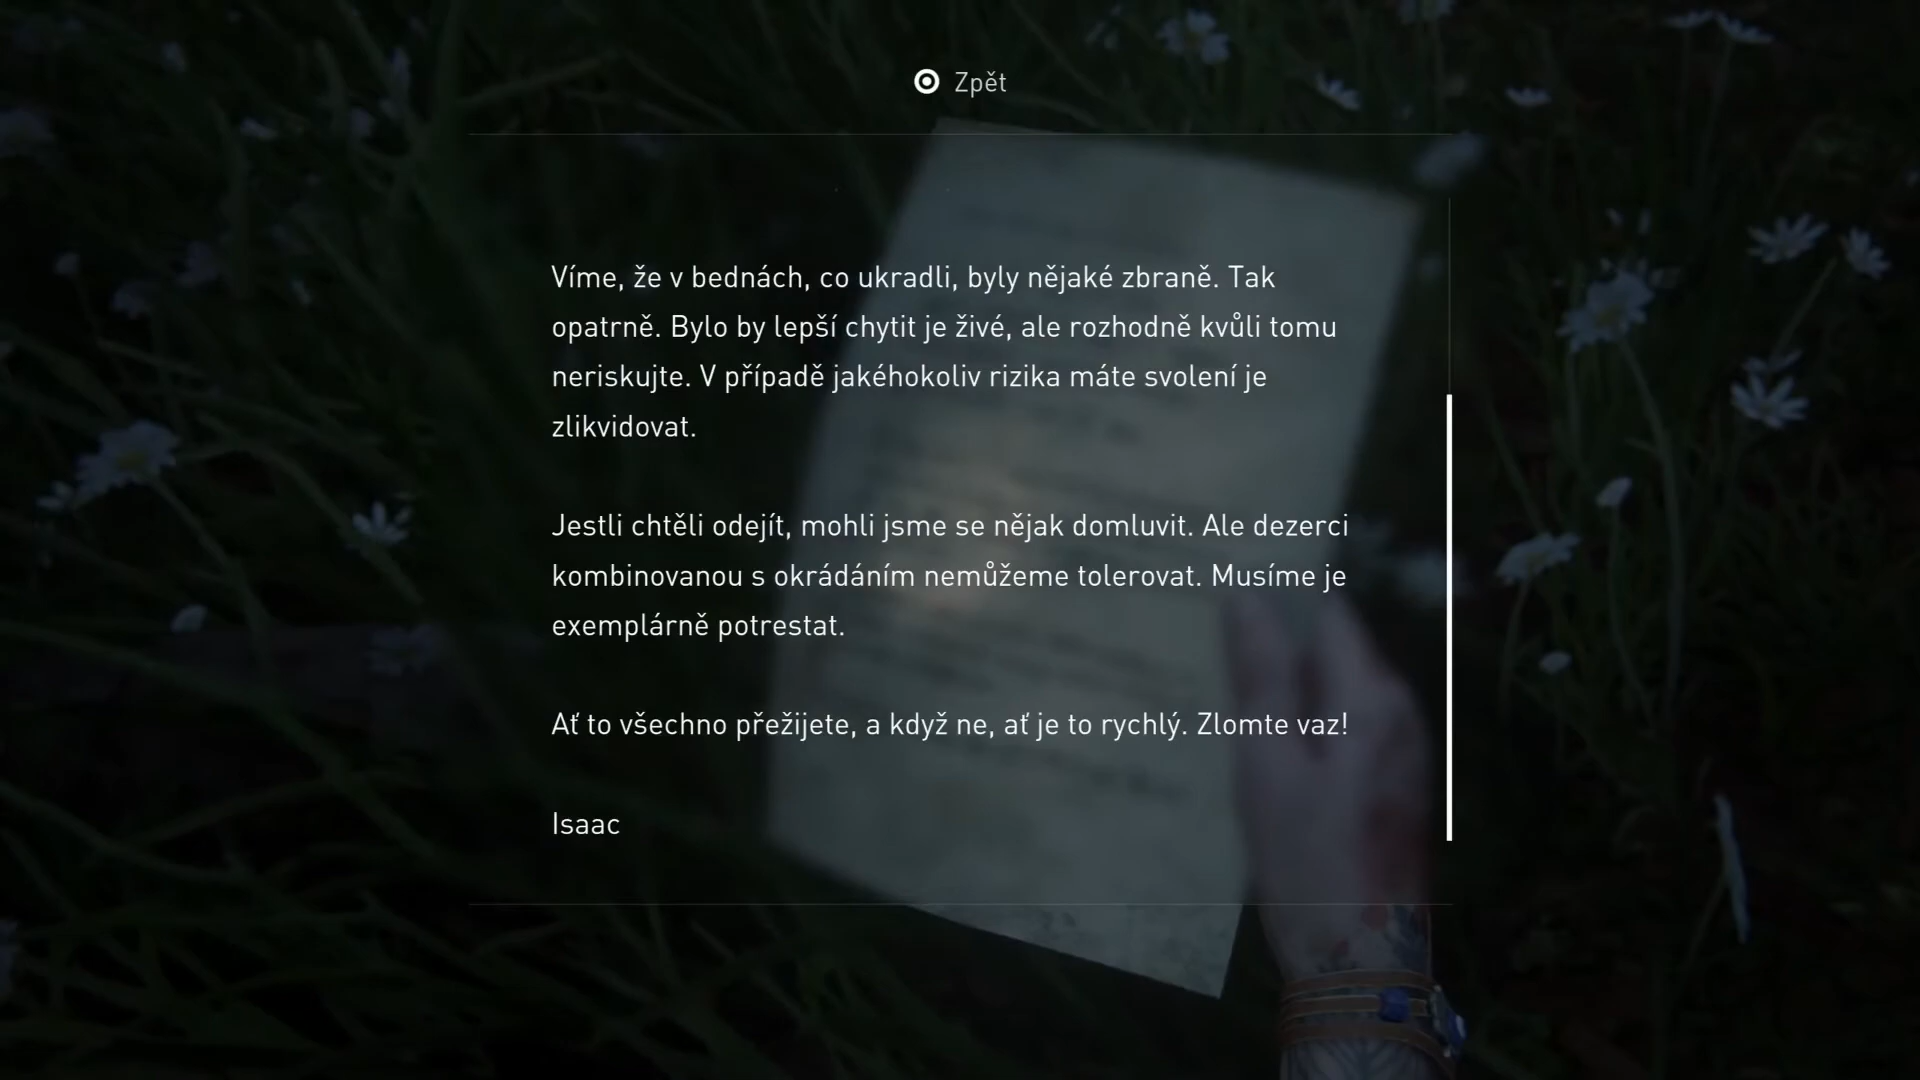 Zpět
Víme, že v bednách, co ukradli, byly nějaké zbraně. Tak
opatrně. Bylo by lepší chytit je živé, ale rozhodně kvůli tomu
neriskujte. V případě jakéhokoliv rizika máte svolení je
zlikvidovat.
Jestli chtěli odejít, mohli jsme se nějak domluvit. Ale dezerci
kombinovanou s okrádáním nemůžeme tolerovat. Musíme je
exemplárně potrestat.
Ať to všechno přežijete, a když ne, ať je to rychlý. Zlomte vaz!
Isaac